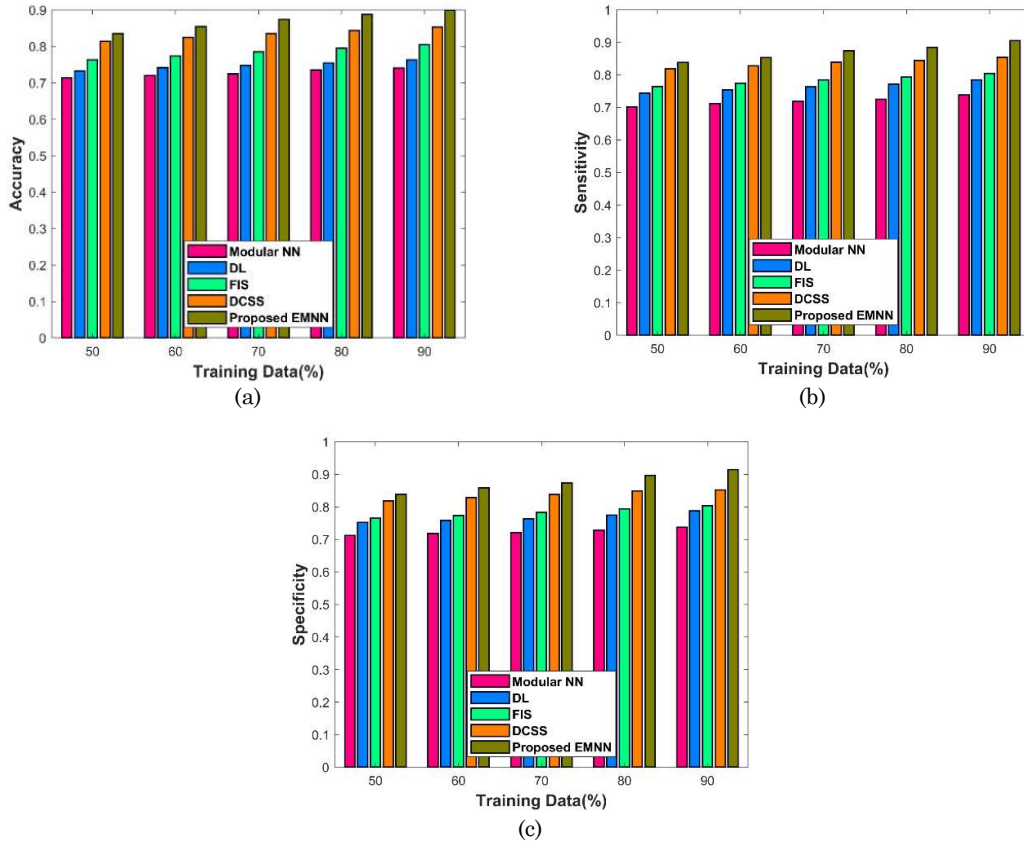 0.9
0.8
0.7
0.6
0.5
0.4
0.3
0.2
0.1
0
Accuracy
Modular NN
DL
FIS
DCSS
Proposed EMNN
50 60 70 80 90
Training Data(%)
(a)
1
0.9
0.8
0.7
0.6
0.5
0.4
0.3
0.2
0.1
0
Sensitivity
Modular NN
DL
FIS
DCSS
Proposed EMNN
50 60 70 80 90
Training Data(%)
(b)
1
0.9
0.8
0.7
0.6
0.5
0.4
0.3
0.2
0.1
0
Specificity
Modular NN
DL
FIS
DCSS
Proposed EMNN
50 60 70 80 90
Training Data(%)
(c)